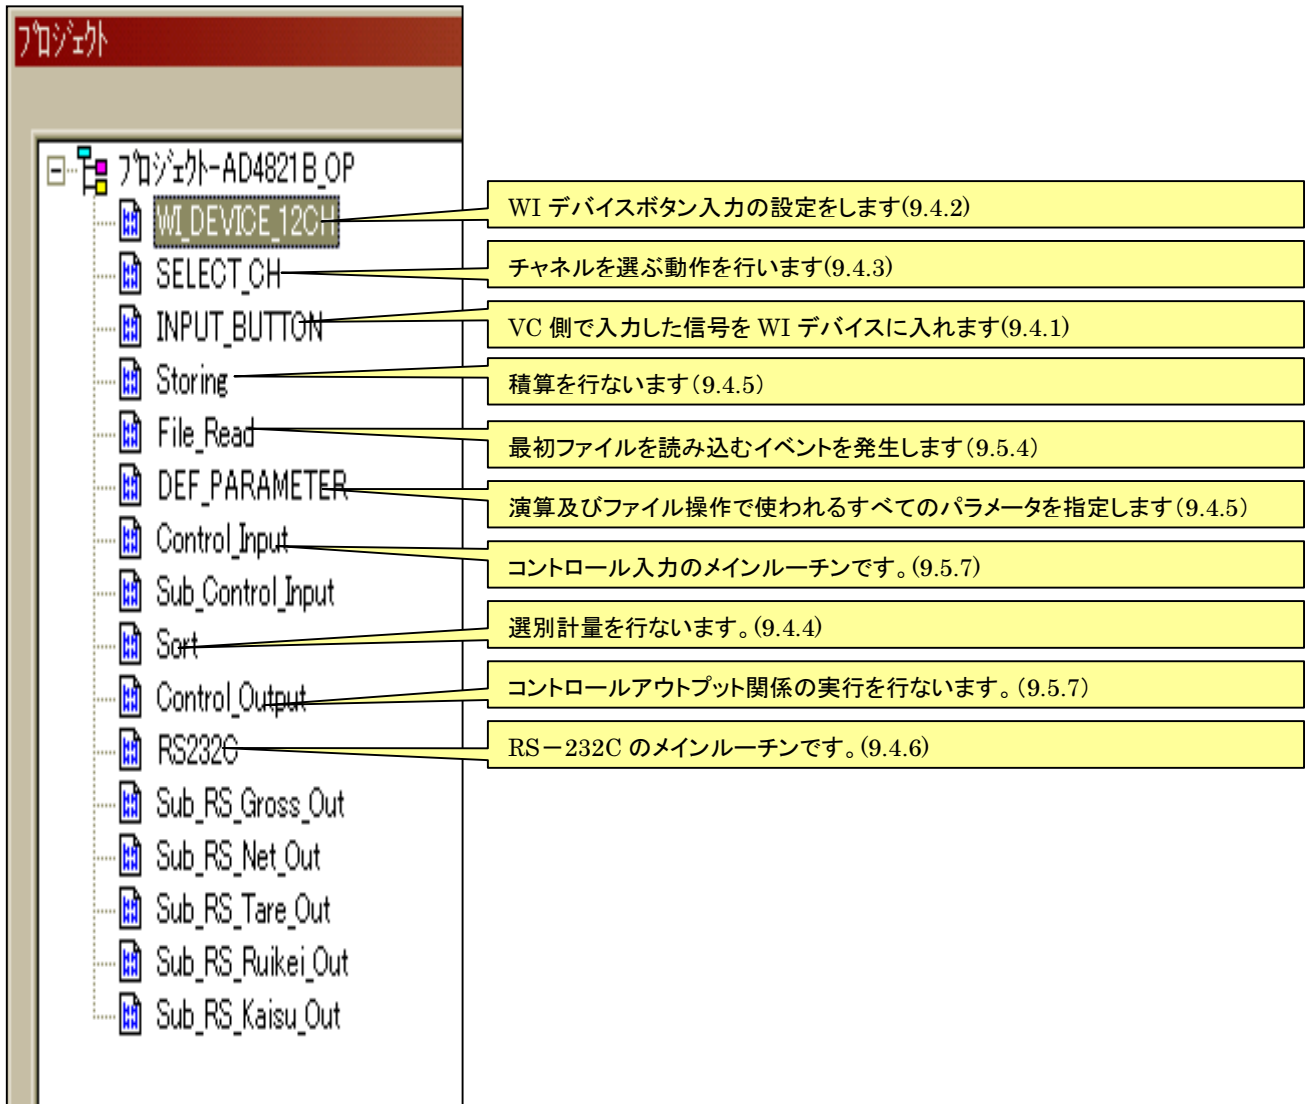 ﾌﾟﾛｼﾞｪｸﾄ
ﾌﾟﾛｼﾞｪｸﾄ-AD4821B_OP
WI_DEVICE_12CH
WI デバイスボタン入力の設定をします(9.4.2)
SELECT_CH
チャネルを選ぶ動作を行います(9.4.3)
INPUT_BUTTON
VC 側で入力した信号を WI デバイスに入れます(9.4.1)
Storing
積算を行ないます（9.4.5）
File_Read
最初ファイルを読み込むイベントを発生します（9.5.4）
DEF_PARAMETER
演算及びファイル操作で使われるすべてのパラメータを指定します（9.4.5）
Control_Input
コントロール入力のメインルーチンです。(9.5.7)
Sub_Control_Input
Sort
選別計量を行ないます。(9.4.4)
Control_Output
コントロールアウトプット関係の実行を行ないます。（9.5.7）
RS232C
RS－232C のメインルーチンです。(9.4.6)
Sub_RS_Gross_Out
Sub_RS_Net_Out
Sub_RS_Tare_Out
Sub_RS_Ruikei_Out
Sub_RS_Kaisu_Out